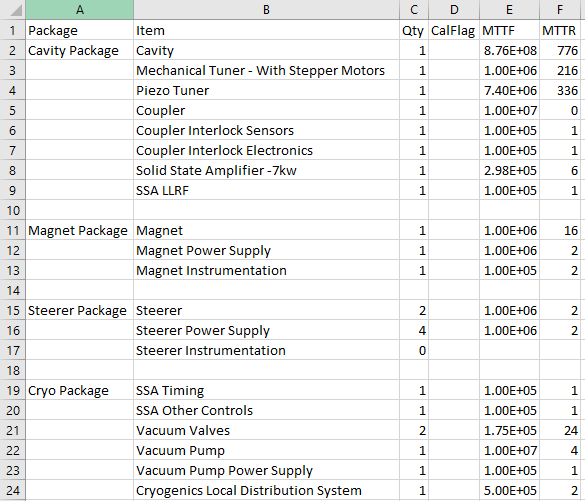 A B C D E F
1 Package Item Qty CalFlag MTTF MTTR
2 Cavity Package Cavity 1 8.76E+08 776
3 Mechanical Tuner - With Stepper Motors 1 1.00E+06 216
4 Piezo Tuner 1 7.40E+06 336
5 Coupler 1 1.00E+07 0
6 Coupler Interlock Sensors 1 1.00E+05 1
7 Coupler Interlock Electronics 1 1.00E+05 1
8 Solid State Amplifier -7kw 1 2.98E+05 6
9 SSA LLRF 1 1.00E+05 1
10
11 Magnet Package Magnet 1 1.00E+06 16
12 Magnet Power Supply 1 1.00E+06 2
13 Magnet Instrumentation 1 1.00E+05 2
14
15 Steerer Package Steerer 2 1.00E+06 2
16 Steerer Power Supply 4 1.00E+06 2
17 Steerer Instrumentation 0
18
19 Cryo Package SSA Timing 1 1.00E+05 1
20 SSA Other Controls 1 1.00E+05 1
21 Vacuum Valves 2 1.75E+05 24
22 Vacuum Pump 1 1.00E+07 4
23 Vacuum Pump Power Supply 1 1.00E+05 1
24 Cryogenics Local Distribution System 1 5.00E+05 2